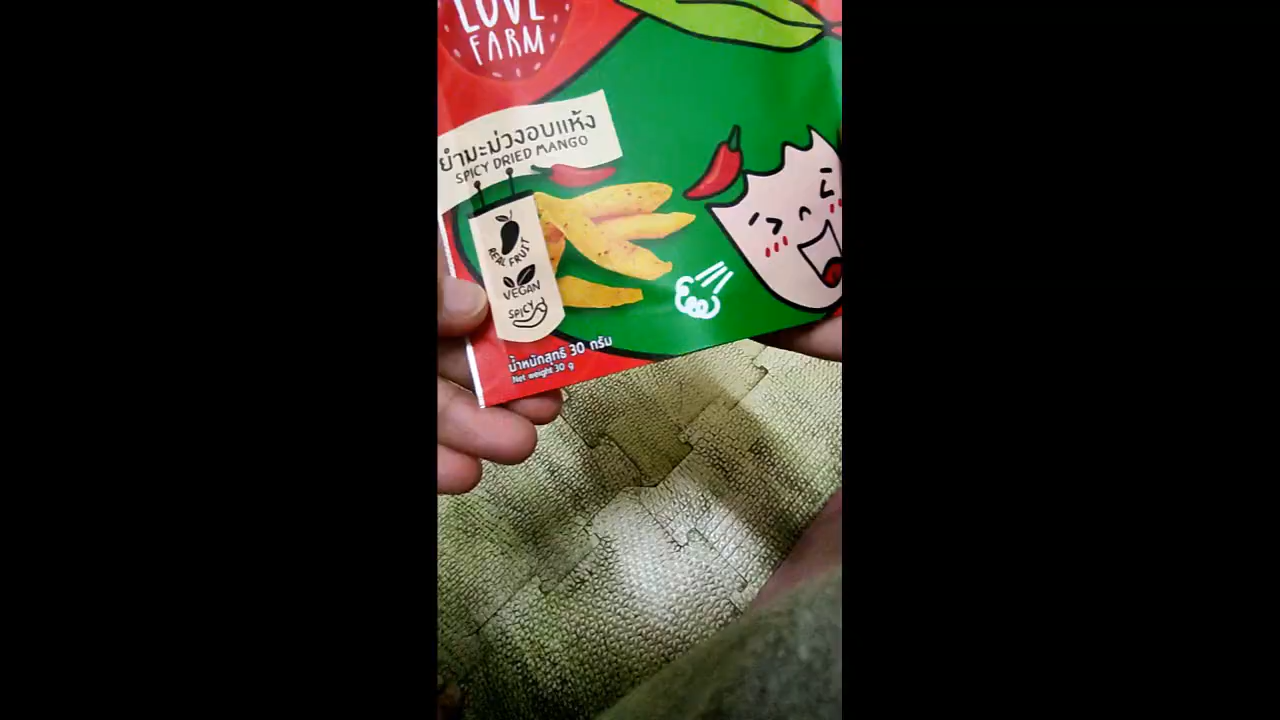 LOVE
FARM
ยำมะม่วงอบแห้ง
SPICY DRIED MANGO
REAL FRUIT
VEGAN
SPICY
น้ำหนักสุทธิ 30 กรัม
Net weight 30 g